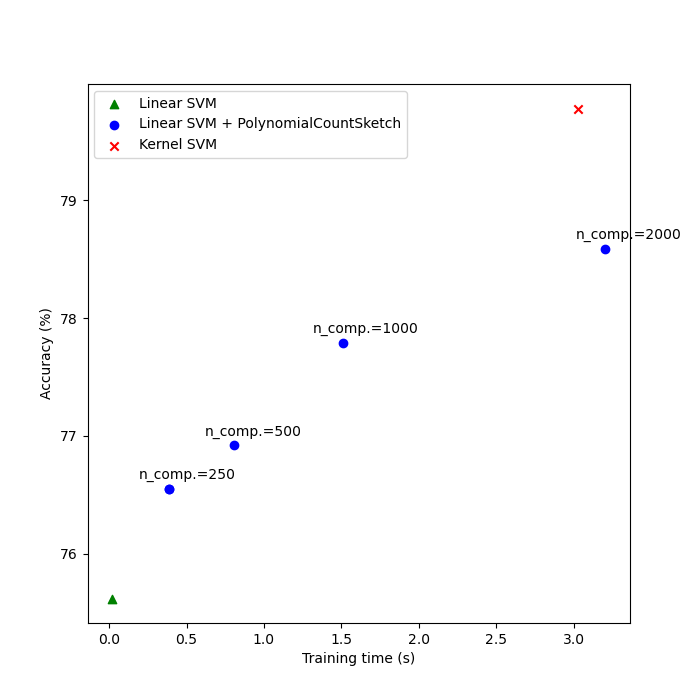 Linear SVM
Linear SVM + PolynomialCountSketch
Kernel SVM
79
n_comp.=2000
78
n_comp.=1000
77
n_comp.=500
n_comp.=250
76
Accuracy (%)
0.0 0.5 1.0 1.5 2.0 2.5 3.0
Training time (s)